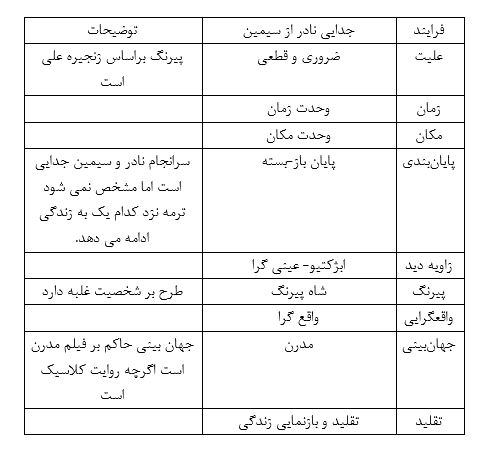 فرایند جدایی نادر از سیمین توضیحات
علیت ضروری و قطعی پیرنگ براساس زنجیره علی
است
زمان وحدت زمان
مکان وحدت مکان
پایان‌بندی پایان باز-بسته سرانجام نادر و سیمین جدایی
است اما مشخص نمی شود
ترمه نزد کدام یک به زندگی
ادامه می دهد.
زاویه دید ابژکتیو- عینی گرا
پیرنگ شاه پیرنگ طرح بر شخصیت غلبه دارد
واقعگرایی واقع گرا
جهان‌بینی مدرن جهان بینی حاکم بر فیلم مدرن
است اگرچه روایت کلاسیک
است
تقلید تقلید و بازنمایی زندگی